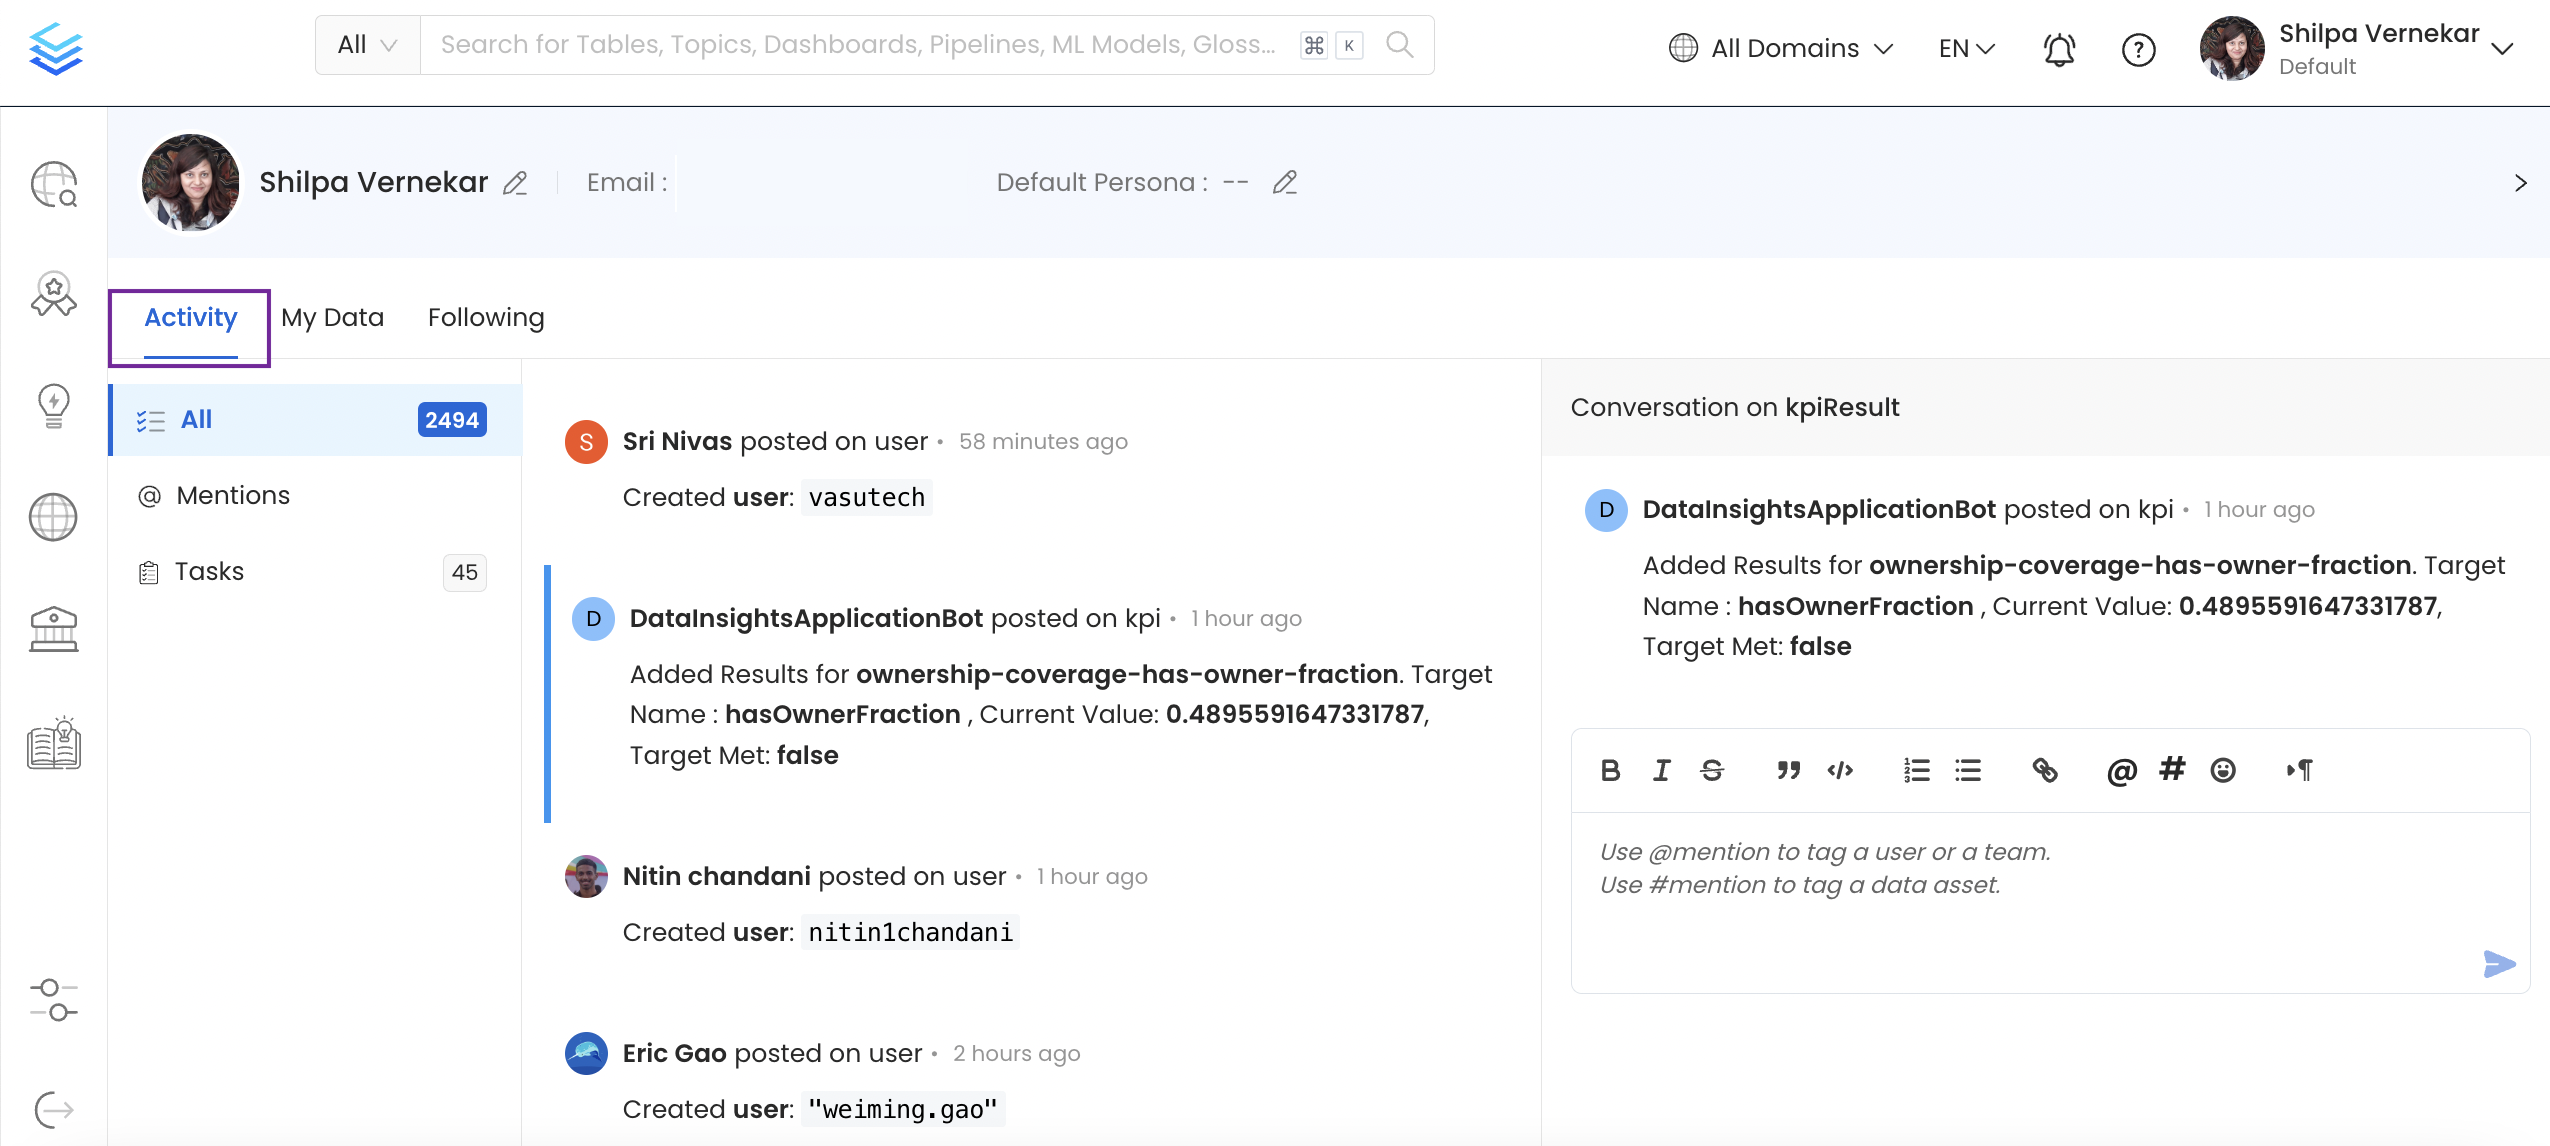 All
Search for Tables, Topics, Dashboards, Pipelines, ML Models, Gloss...
⌘ K
All Domains
EN
Shilpa Vernekar
Default
Shilpa Vernekar
Email :
Default Persona : --
Activity
My Data
Following
All
2494
Mentions
Tasks
45
S
Sri Nivas posted on user • 58 minutes ago
Created user: vasutech
D
DataInsightsApplicationBot posted on kpi • 1 hour ago
Added Results for ownership-coverage-has-owner-fraction. Target
Name : hasOwnerFraction , Current Value: 0.4895591647331787,
Target Met: false
Nitin chandani posted on user • 1 hour ago
Created user: nitin1chandani
Eric Gao posted on user • 2 hours ago
Created user: "weiming.gao"
Conversation on kpiResult
D
DataInsightsApplicationBot posted on kpi • 1 hour ago
Added Results for ownership-coverage-has-owner-fraction. Target
Name : hasOwnerFraction , Current Value: 0.4895591647331787,
Target Met: false
Use @mention to tag a user or a team.
Use #mention to tag a data asset.